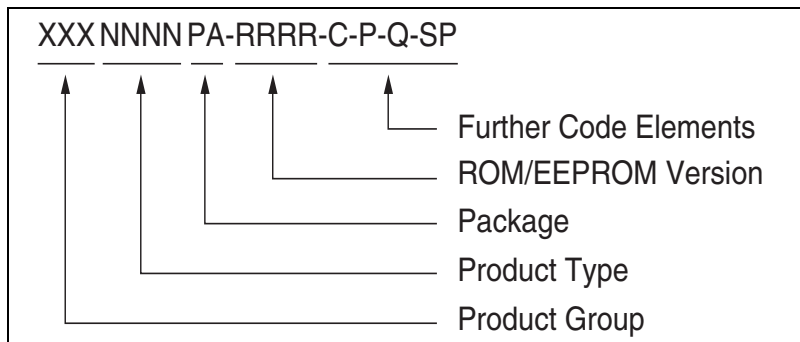 XXX NNNN PA-RRRR-C-P-Q-SP
Further Code Elements
ROM/EEPROM Version
Package
Product Type
Product Group